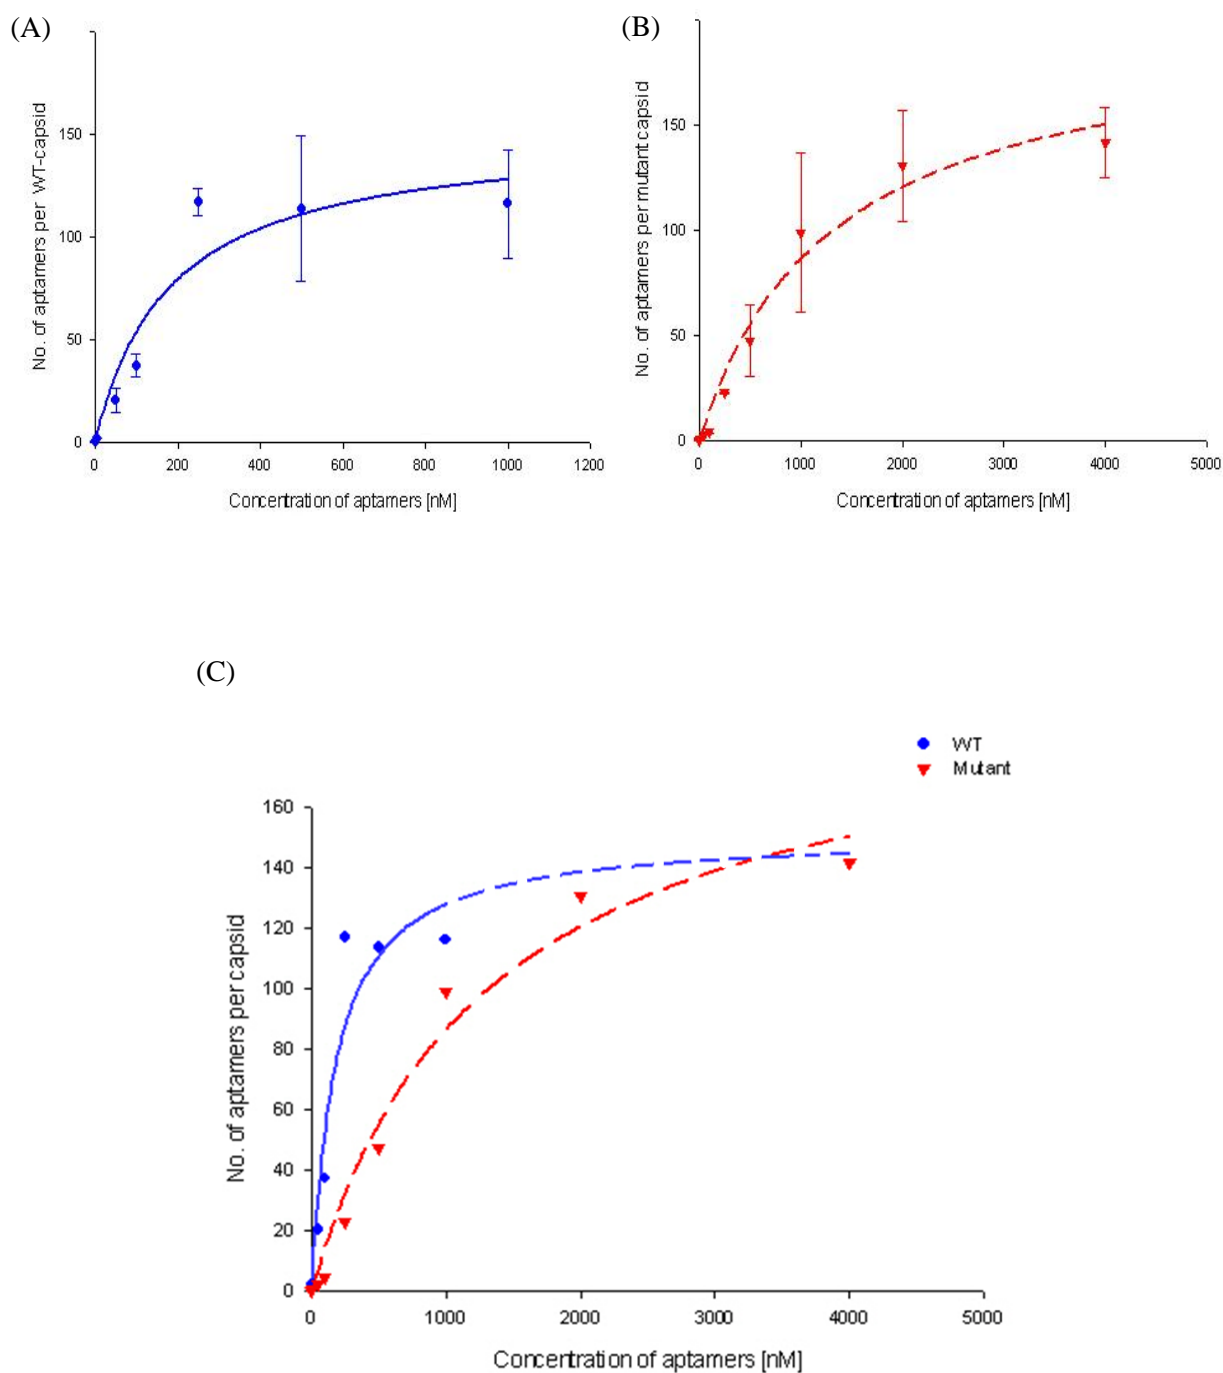 (A)
No. of aptamers per WT-capsid
150
100
50
0
0 200 400 600 800 1000 1200
Concentration of aptamers [nM]
(B)
No. of aptamers per mutant capsid
150
100
50
0
0 1000 2000 3000 4000 5000
Concentration of aptamers [nM]
(C)
WT
Mutant
No. of aptamers per capsid
160
140
120
100
80
60
40
20
0
0 1000 2000 3000 4000 5000
Concentration of aptamers [nM]